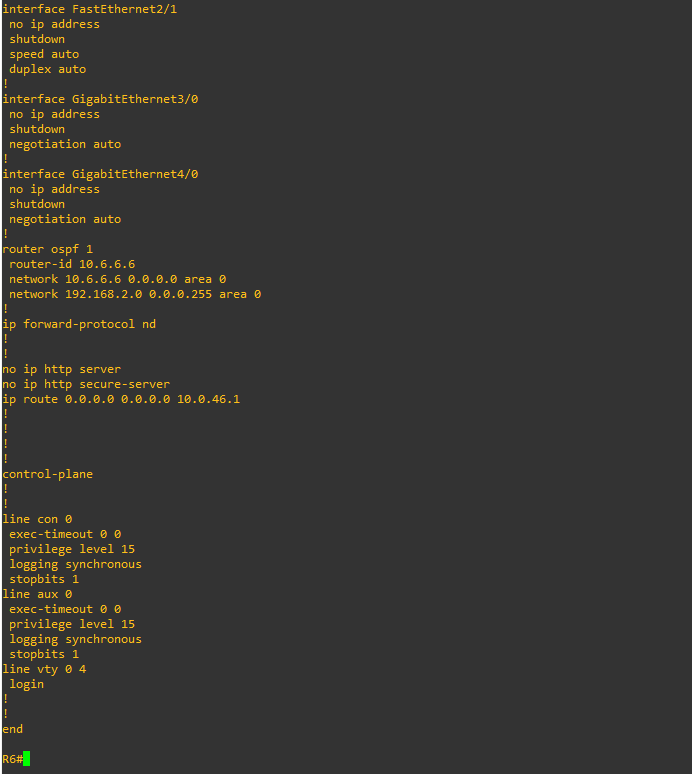 interface FastEthernet2/1
 no ip address
 shutdown
 speed auto
 duplex auto
!
interface GigabitEthernet3/0
 no ip address
 shutdown
 negotiation auto
!
interface GigabitEthernet4/0
 no ip address
 shutdown
 negotiation auto
!
router ospf 1
 router-id 10.6.6.6
 network 10.6.6.6 0.0.0.0 area 0
 network 192.168.2.0 0.0.0.255 area 0
!
ip forward-protocol nd
!
!
no ip http server
no ip http secure-server
ip route 0.0.0.0 0.0.0.0 10.0.46.1
!
!
!
!
control-plane
!
!
line con 0
 exec-timeout 0 0
 privilege level 15
 logging synchronous
 stopbits 1
line aux 0
 exec-timeout 0 0
 privilege level 15
 logging synchronous
 stopbits 1
line vty 0 4
 login
!
!
end

R6#